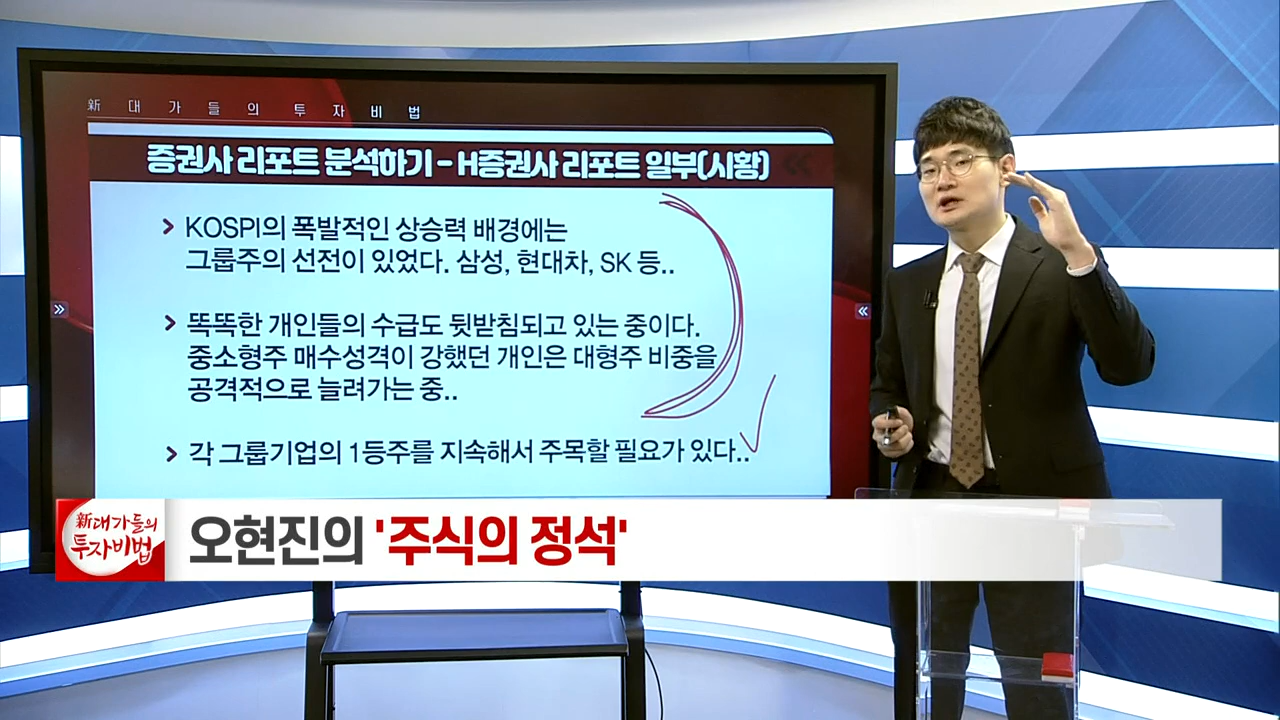 新 대 가 들 의 투 자 비 법
증권사 리포트 분석하기 - H증권사 리포트 일부(시황)
KOSPI의 폭발적인 상승력 배경에는
그룹주의 선전이 있었다. 삼성, 현대차, SK 등..
똑똑한 개인들의 수급도 뒷받침되고 있는 중이다.
중소형주 매수성격이 강했던 개인은 대형주 비중을
공격적으로 늘려가는 중..
각 그룹기업의 1등주를 지속해서 주목할 필요가 있다..
新대가들의
투자비법
오현진의 '주식의 정석'